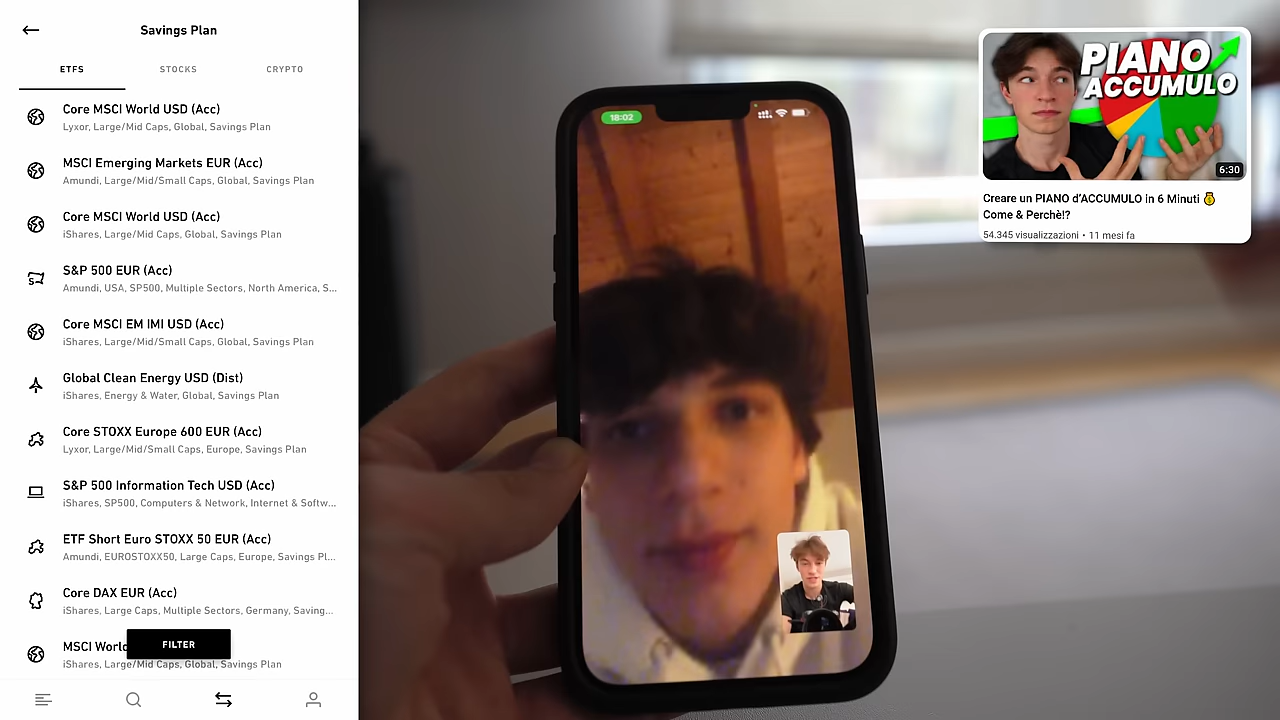 Savings Plan
ETFS
STOCKS
CRYPTO
Core MSCI World USD (Acc)
Lyxor, Large/Mid Caps, Global, Savings Plan
MSCI Emerging Markets EUR (Acc)
Amundi, Large/Mid/Small Caps, Global, Savings Plan
Core MSCI World USD (Acc)
iShares, Large/Mid Caps, Global, Savings Plan
S&P 500 EUR (Acc)
Amundi, USA, SP500, Multiple Sectors, North America, S...
Core MSCI EM IMI USD (Acc)
iShares, Large/Mid/Small Caps, Global, Savings Plan
Global Clean Energy USD (Dist)
iShares, Energy & Water, Global, Savings Plan
Core STOXX Europe 600 EUR (Acc)
Lyxor, Large/Mid/Small Caps, Europe, Savings Plan
S&P 500 Information Tech USD (Acc)
iShares, SP500, Computers & Network, Internet & Softw...
ETF Short Euro STOXX 50 EUR (Acc)
Amundi, EUROSTOXX50, Large Caps, Europe, Savings Pl...
Core DAX EUR (Acc)
iShares, Large Caps, Multiple Sectors, Germany, Saving...
MSCI World
FILTER
iShares, Large/Mid Caps, Global, Savings Plan
18:02
PIANO
ACCUMULO
6:30
Creare un PIANO d'ACCUMULO in 6 Minuti 💰
Come & Perchè!?
54.345 visualizzazioni • 11 mesi fa